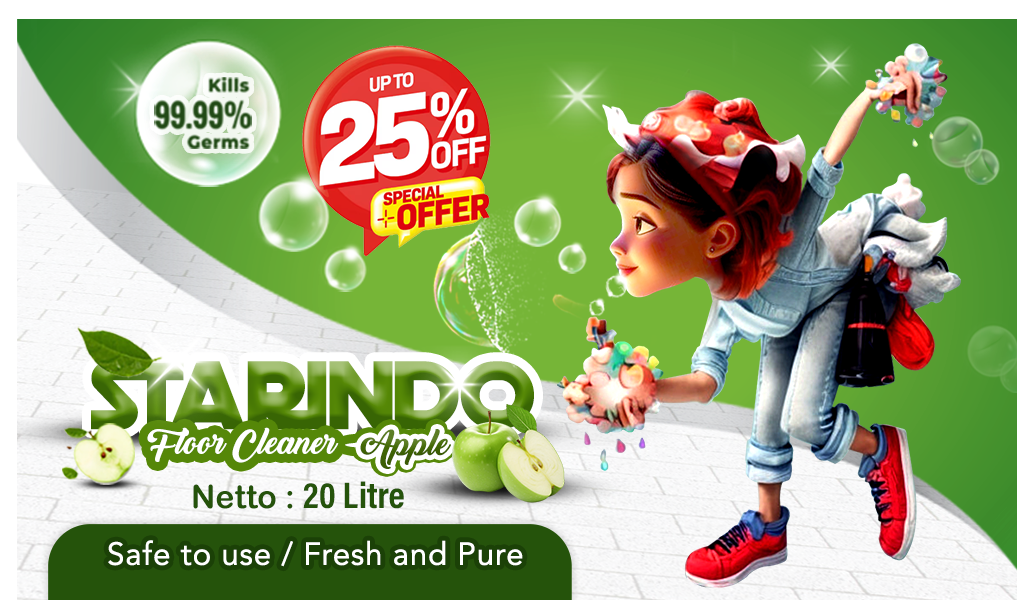 Kills
99.99%
Germs
UP TO
25%
OFF
SPECIAL
OFFER
STARINDO
Floor Cleaner - Apple
Netto : 20 Litre
Safe to use / Fresh and Pure